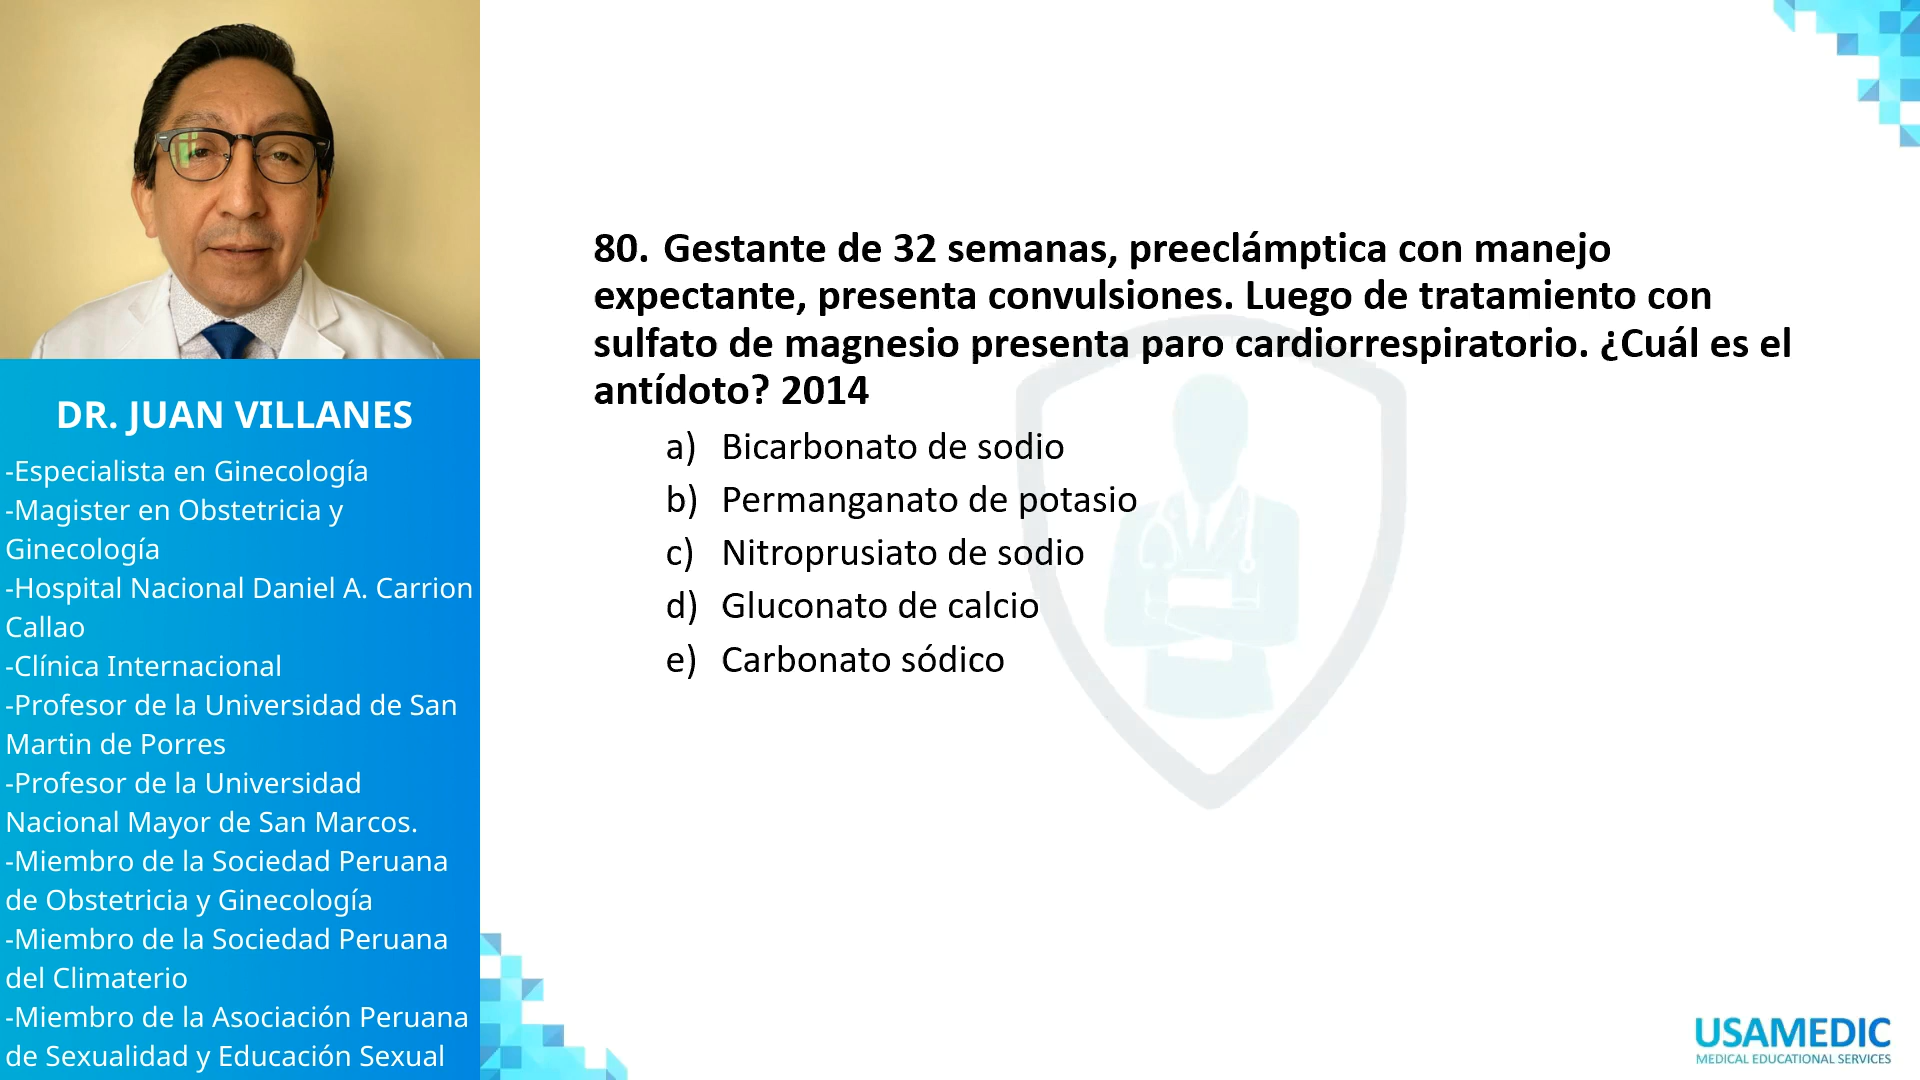 DR. JUAN VILLANES
-Especialista en Ginecología
-Magister en Obstetricia y
Ginecología
-Hospital Nacional Daniel A. Carrion
Callao
-Clínica Internacional
-Profesor de la Universidad de San
Martin de Porres
-Profesor de la Universidad
Nacional Mayor de San Marcos.
-Miembro de la Sociedad Peruana
de Obstetricia y Ginecología
-Miembro de la Sociedad Peruana
del Climaterio
-Miembro de la Asociación Peruana
de Sexualidad y Educación Sexual
80. Gestante de 32 semanas, preeclámptica con manejo
expectante, presenta convulsiones. Luego de tratamiento con
sulfato de magnesio presenta paro cardiorrespiratorio. ¿Cuál es el
antídoto? 2014
a) Bicarbonato de sodio
b) Permanganato de potasio
c) Nitroprusiato de sodio
d) Gluconato de calcio
e) Carbonato sódico
USAMEDIC
MEDICAL EDUCATIONAL SERVICES